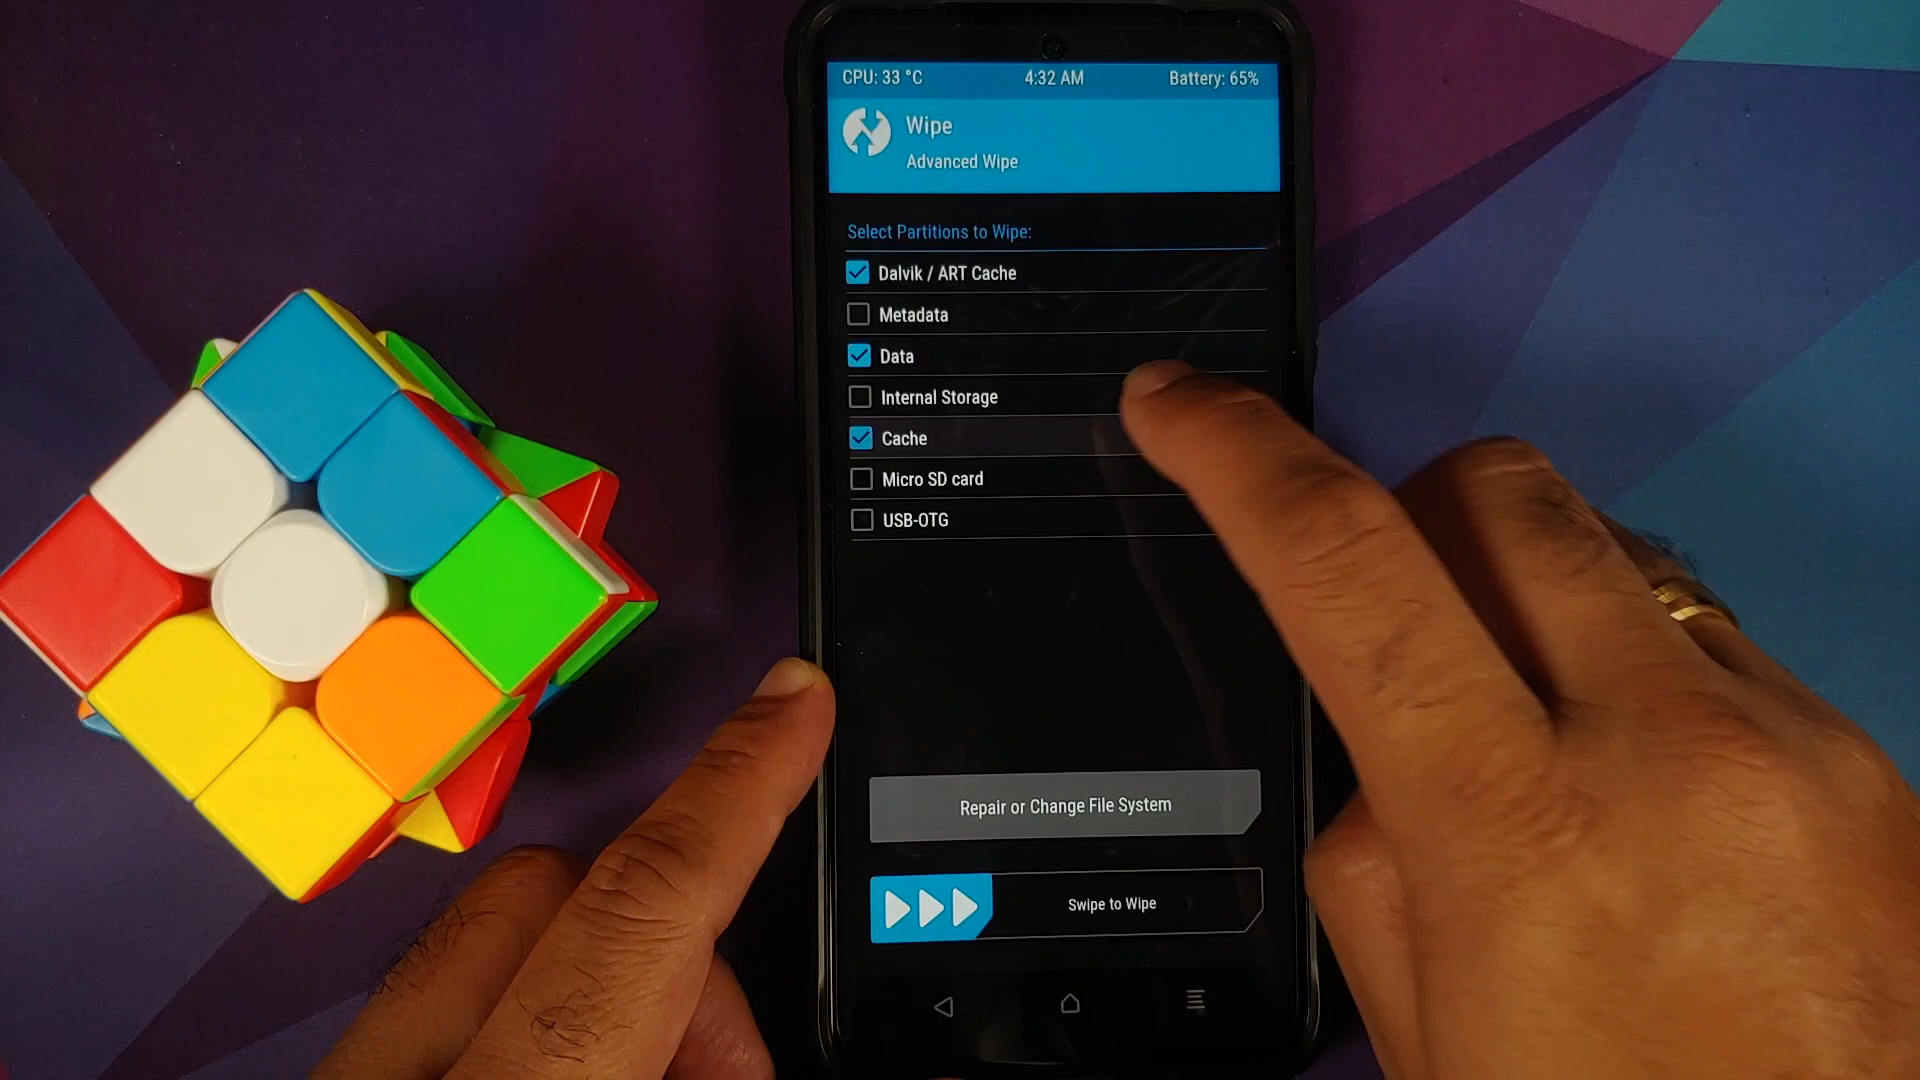 CPU: 33 °C 4:32 AM Battery: 65%
Wipe
Advanced Wipe
Select Partitions to Wipe:
Dalvik / ART Cache
Metadata
Data
Internal Storage
Cache
Micro SD card
USB-OTG
Repair or Change File System
Swipe to Wipe